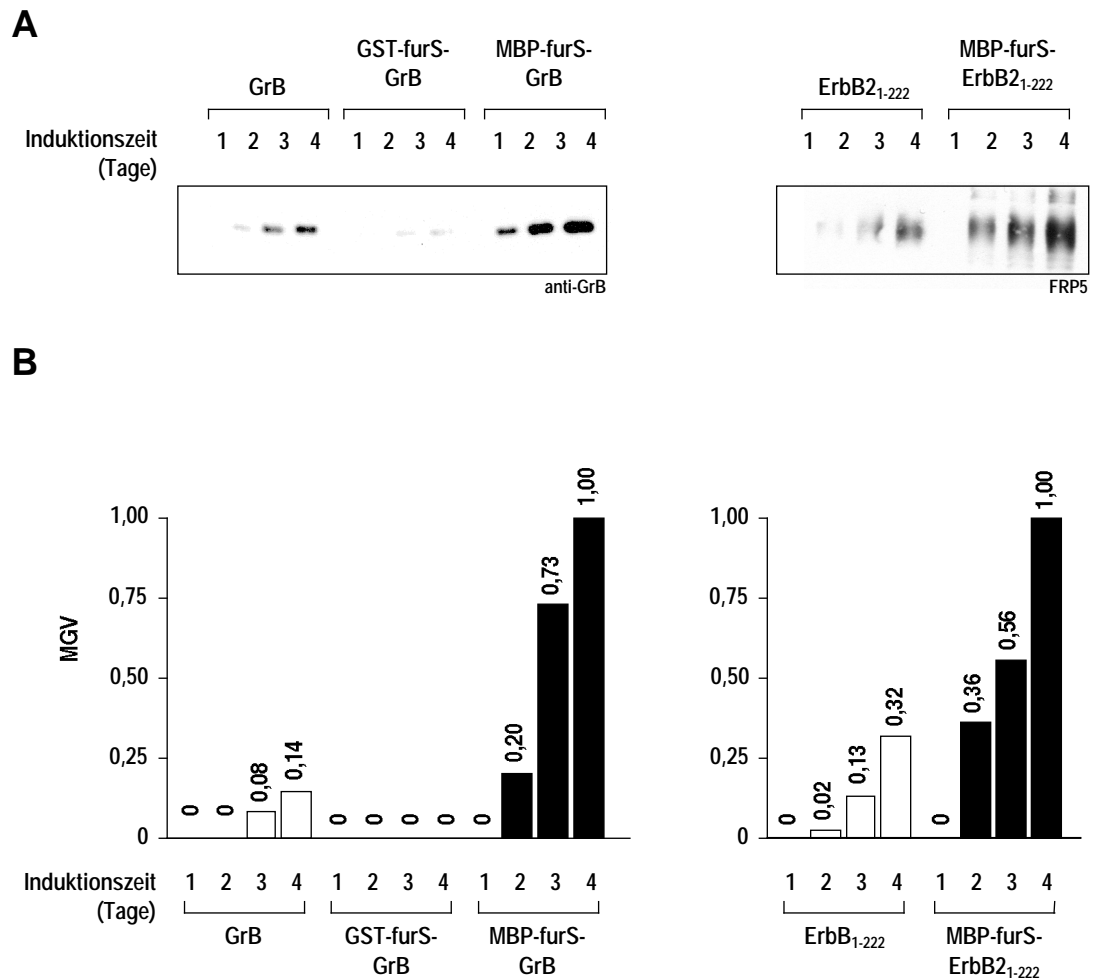 A
GrB
GST-furS-
GrB
MBP-furS-
GrB
ErbB2₁₋₂₂₂
MBP-furS-
ErbB2₁₋₂₂₂
Induktionszeit
(Tage)
1 2 3 4 1 2 3 4 1 2 3 4
1 2 3 4 1 2 3 4
anti-GrB
FRP5
B
MGV
1,00
0,75
0,50
0,25
0
0 0 0,08 0,14 0 0 0 0 0 0,20 0,73 1,00
1,00
0,75
0,50
0,25
0
0 0,02 0,13 0,32 0 0,36 0,56 1,00
Induktionszeit
(Tage)
1 2 3 4 1 2 3 4 1 2 3 4
GrB
GST-furS-
GrB
MBP-furS-
GrB
1 2 3 4 1 2 3 4
ErbB₁₋₂₂₂
MBP-furS-
ErbB2₁₋₂₂₂